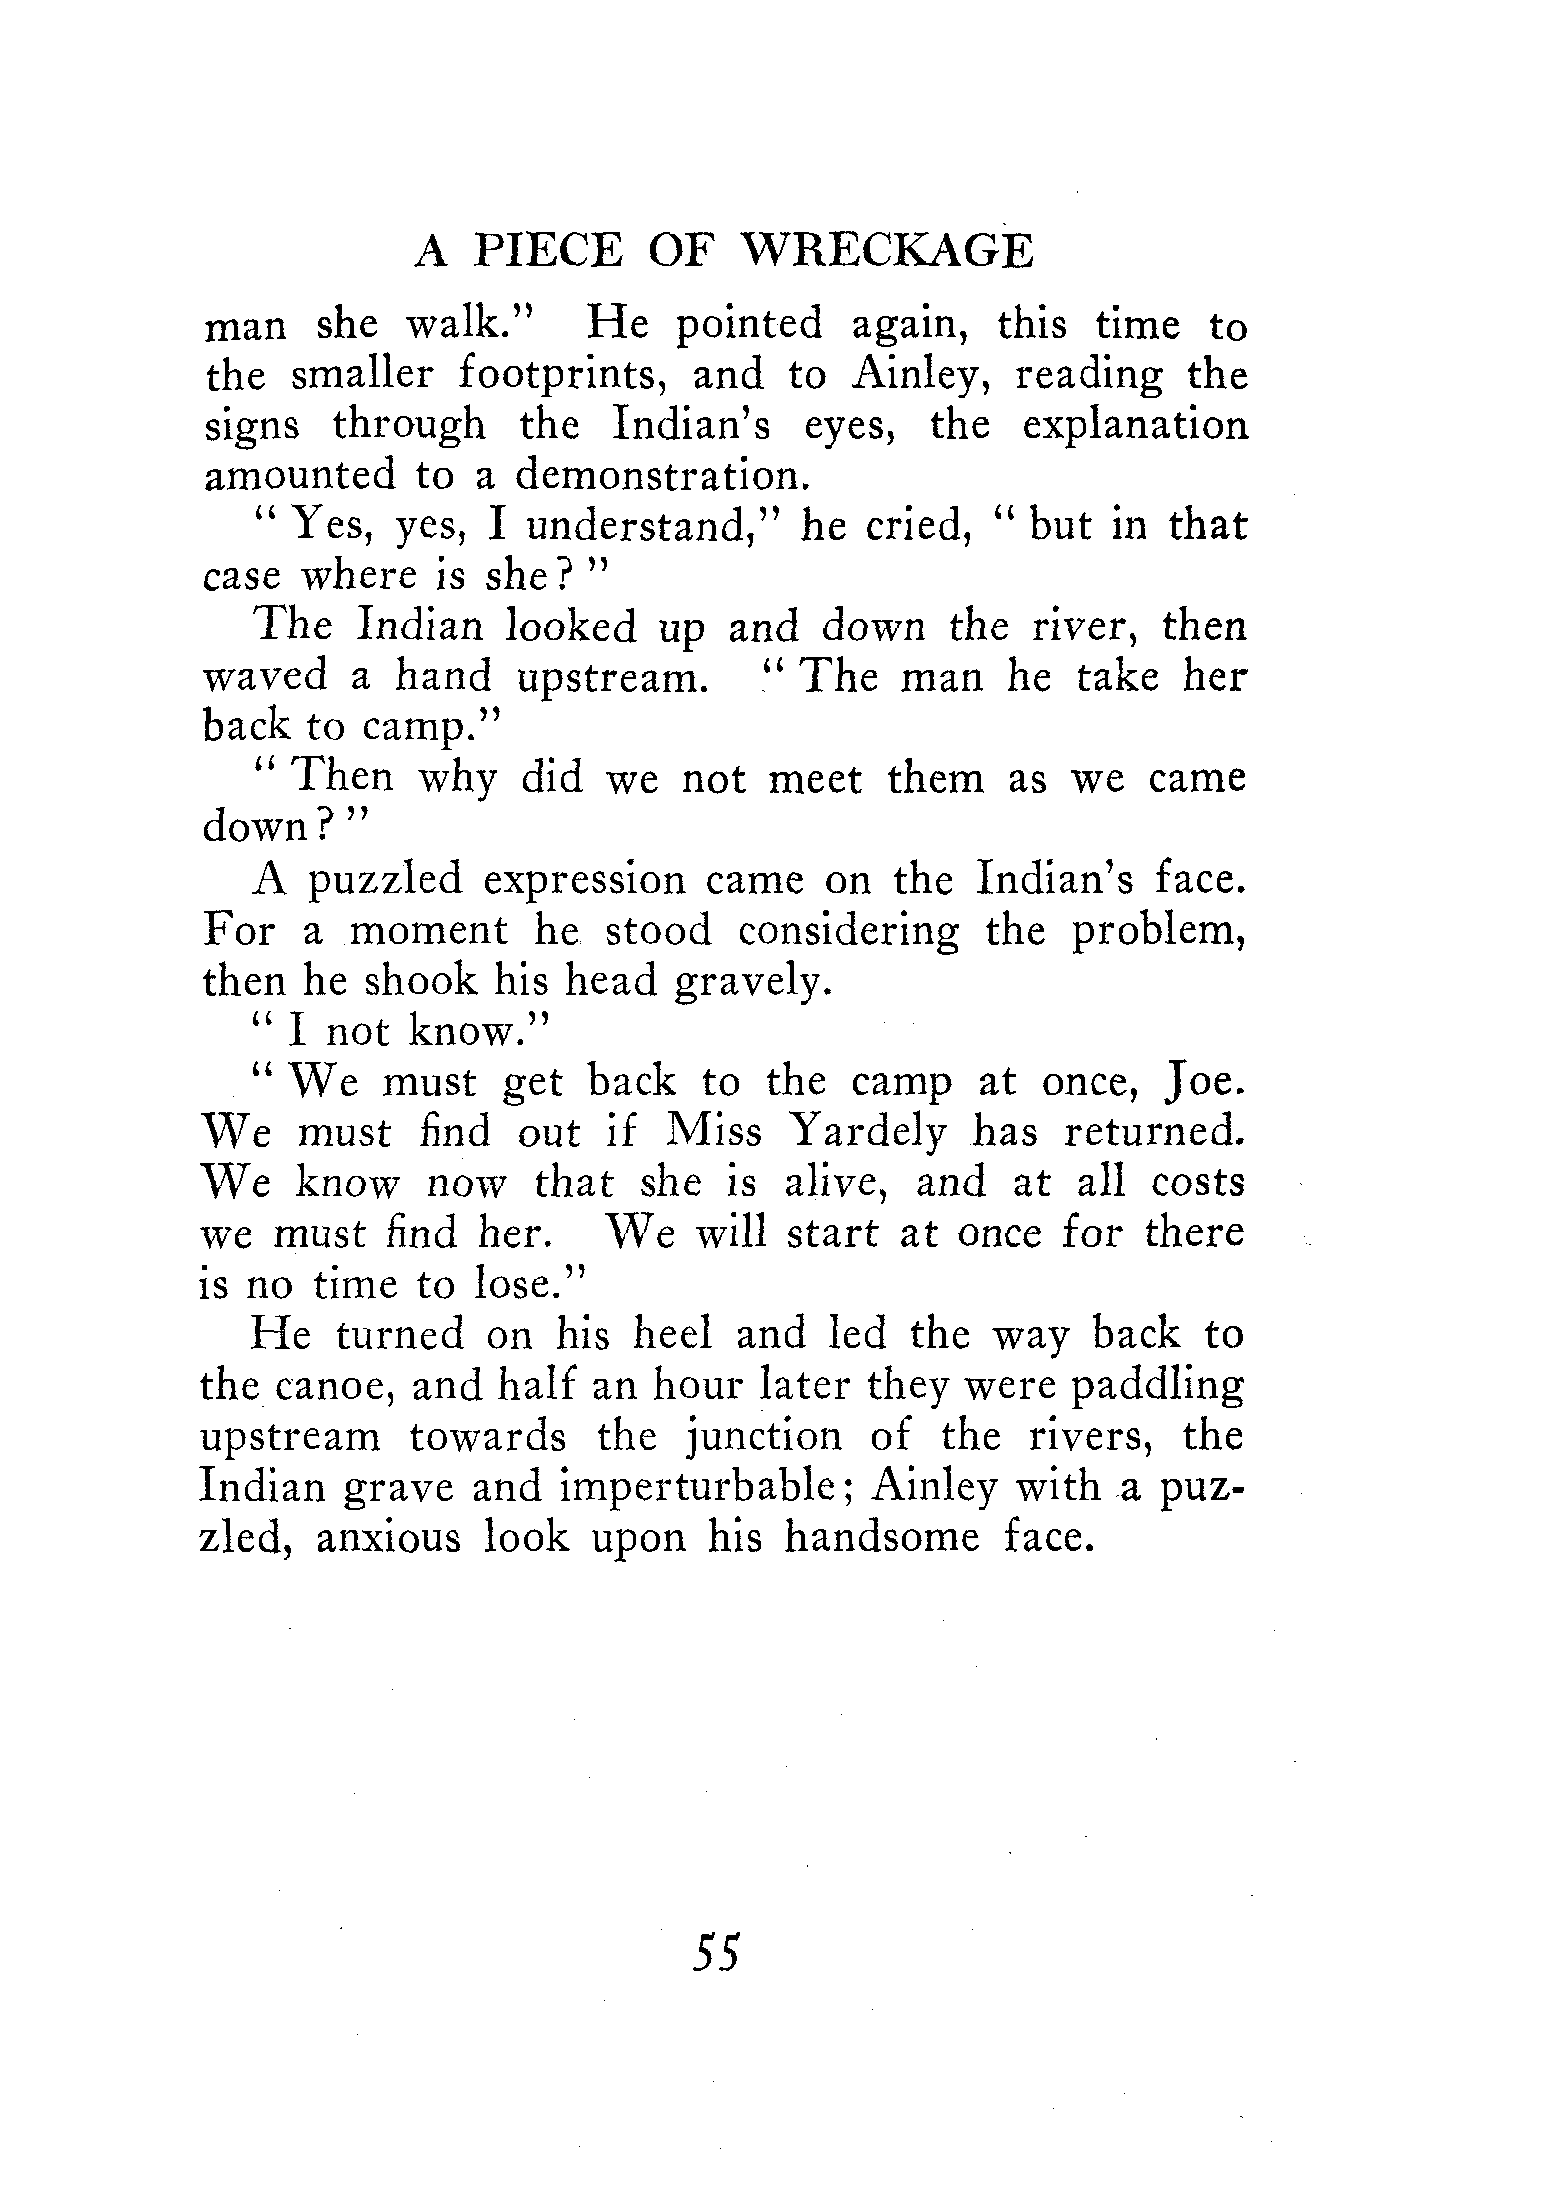 A PIECE OF WRECKAGE
man she walk." He pointed again, this time to
the smaller footprints, and to Ainley, reading the
signs through the Indian's eyes, the explanation
amounted to a demonstration.
" Yes, yes, I understand," he cried, " but in that
case where is she? "
The Indian looked up and down the river, then
waved a hand upstream. " The man he take her
back to camp."
" Then why did we not meet them as we came
down? "
A puzzled expression came on the Indian's face.
For a moment he stood considering the problem,
then he shook his head gravely.
" I not know."
" We must get back to the camp at once, Joe.
We must find out if Miss Yardely has returned.
We know now that she is alive, and at all costs
we must find her. We will start at once for there
is no time to lose."
He turned on his heel and led the way back to
the canoe, and half an hour later they were paddling
upstream towards the junction of the rivers, the
Indian grave and imperturbable; Ainley with a puz-
zled, anxious look upon his handsome face.
55